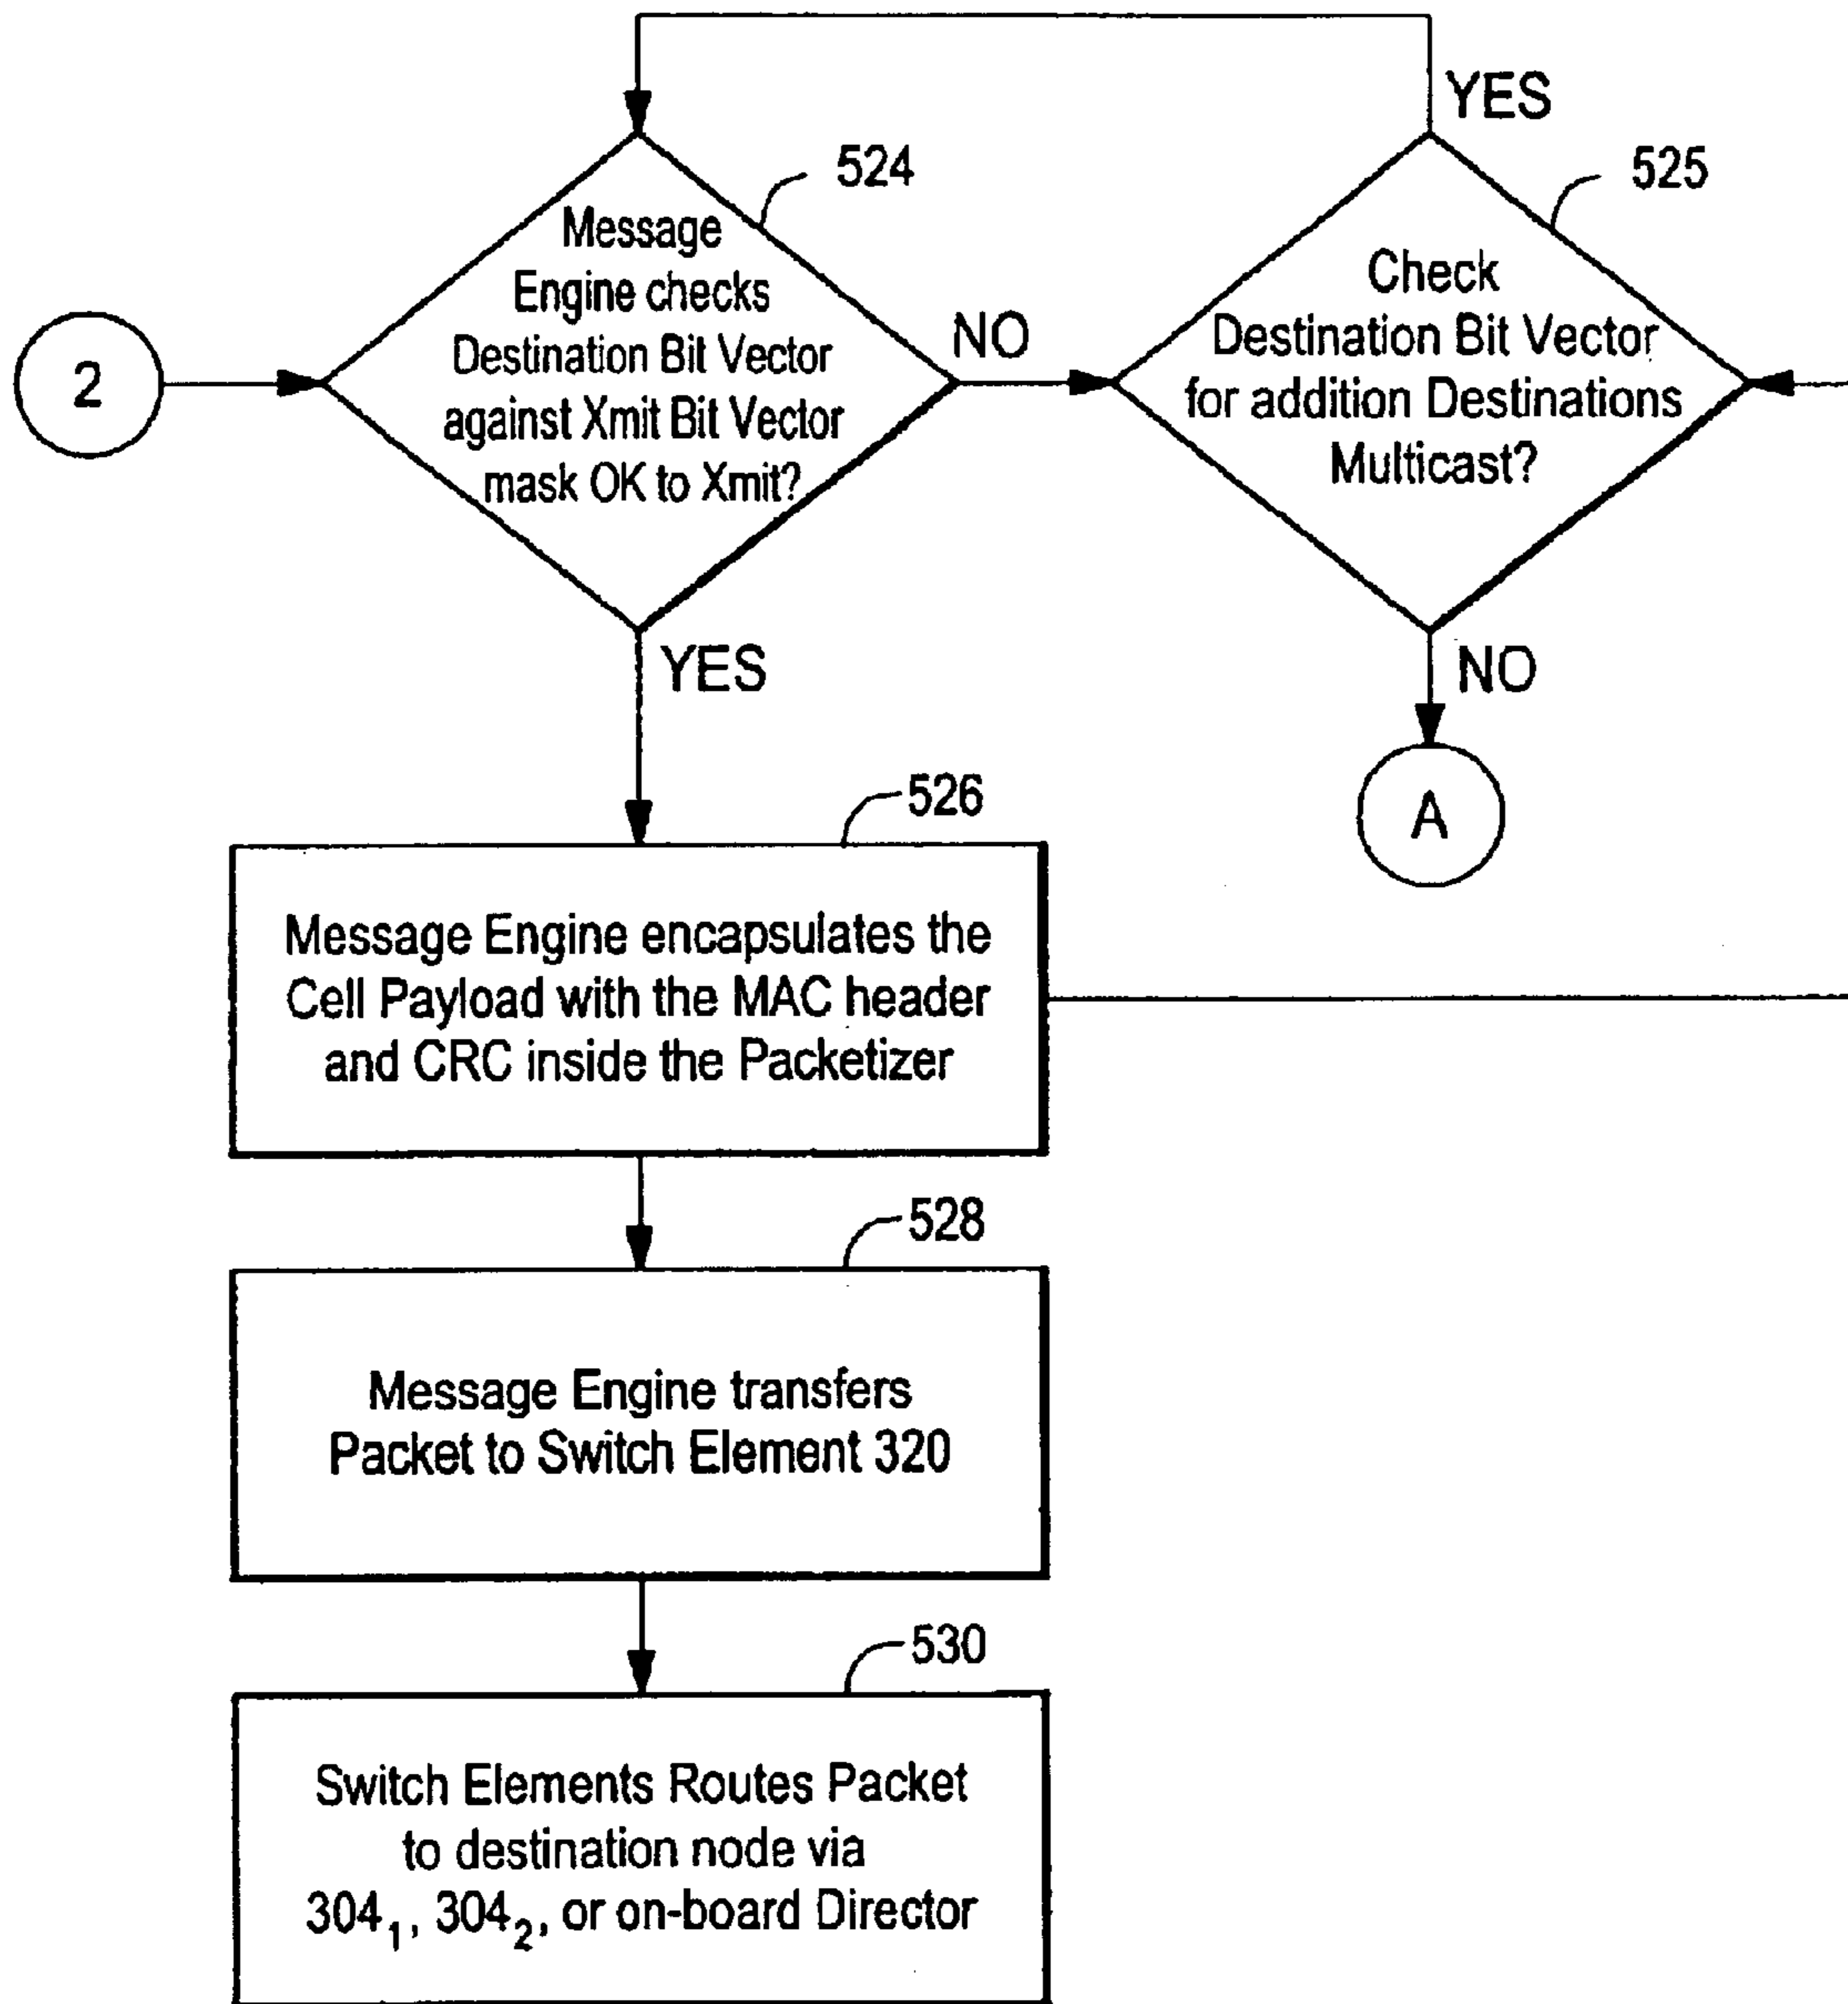 YES
524
525
Message
Engine checks
Destination Bit Vector
against Xmit Bit Vector
mask OK to Xmit?
Check
Destination Bit Vector
for addition Destinations
Multicast?
2
NO
YES
NO
A
526
Message Engine encapsulates the
Cell Payload with the MAC header
and CRC inside the Packetizer
528
Message Engine transfers
Packet to Switch Element 320
530
Switch Elements Routes Packet
to destination node via
304₁, 304₂, or on-board Director